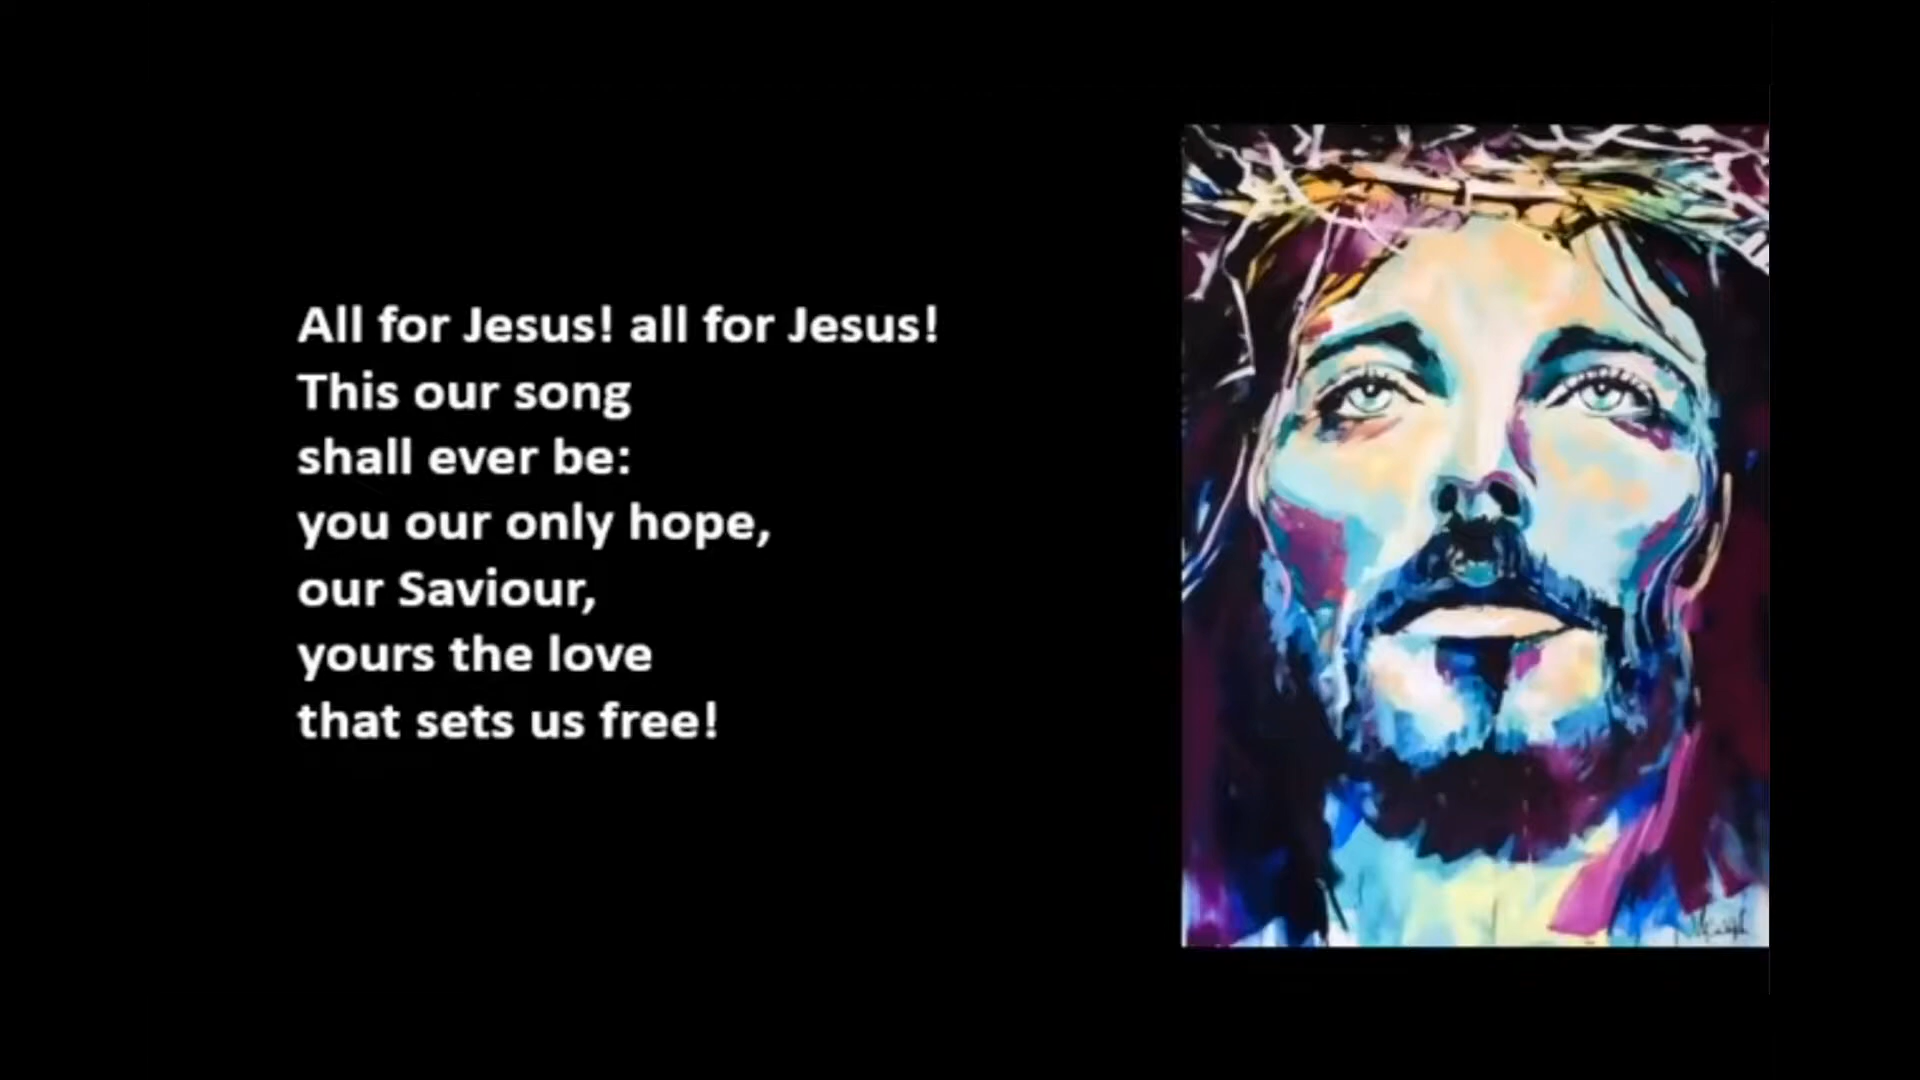 All for Jesus! all for Jesus!
This our song
shall ever be:
you our only hope,
our Saviour,
yours the love
that sets us free!